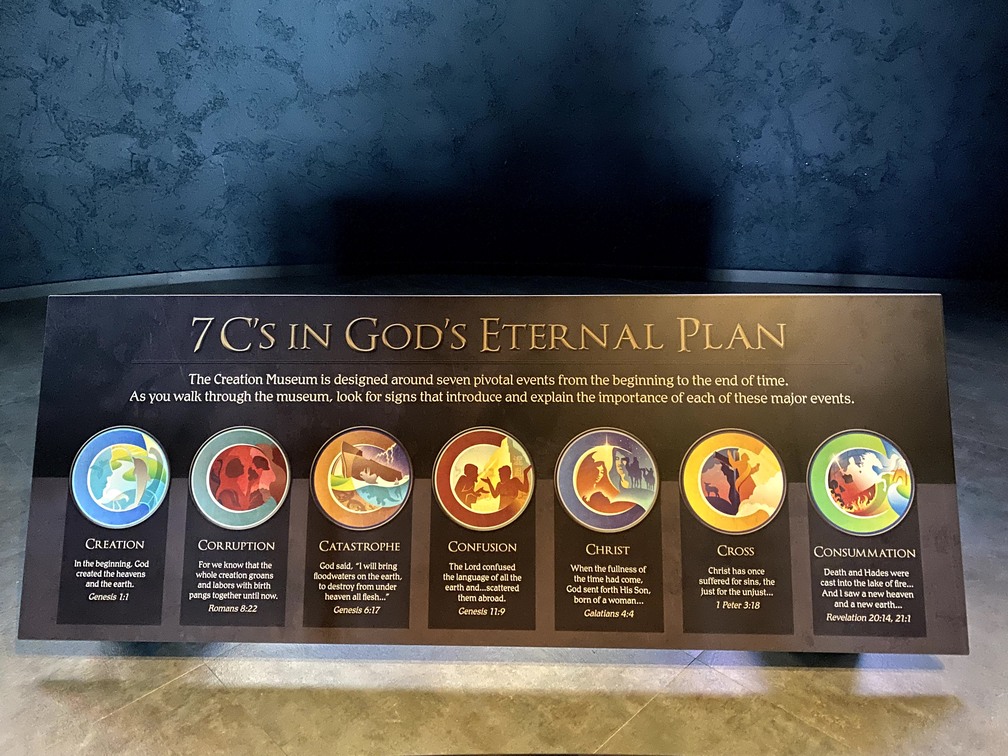 7 C's in God's Eternal Plan
The Creation Museum is designed around seven pivotal events from the beginning to the end of time.
As you walk through the museum, look for signs that introduce and explain the importance of each of these major events.
Creation
In the beginning, God
created the heavens
and the earth.
Genesis 1:1
Corruption
For we know that the
whole creation groans
and labors with birth
pangs together until now.
Romans 8:22
Catastrophe
God said, "I will bring
floodwaters on the earth,
to destroy from under
heaven all flesh..."
Genesis 6:17
Confusion
The Lord confused
the language of all the
earth and...scattered
them abroad.
Genesis 11:9
Christ
When the fullness of
the time had come,
God sent forth His Son,
born of a woman...
Galatians 4:4
Cross
Christ has once
suffered for sins, the
just for the unjust...
1 Peter 3:18
Consummation
Death and Hades were
cast into the lake of fire...
And I saw a new heaven
and a new earth...
Revelation 20:14, 21:1